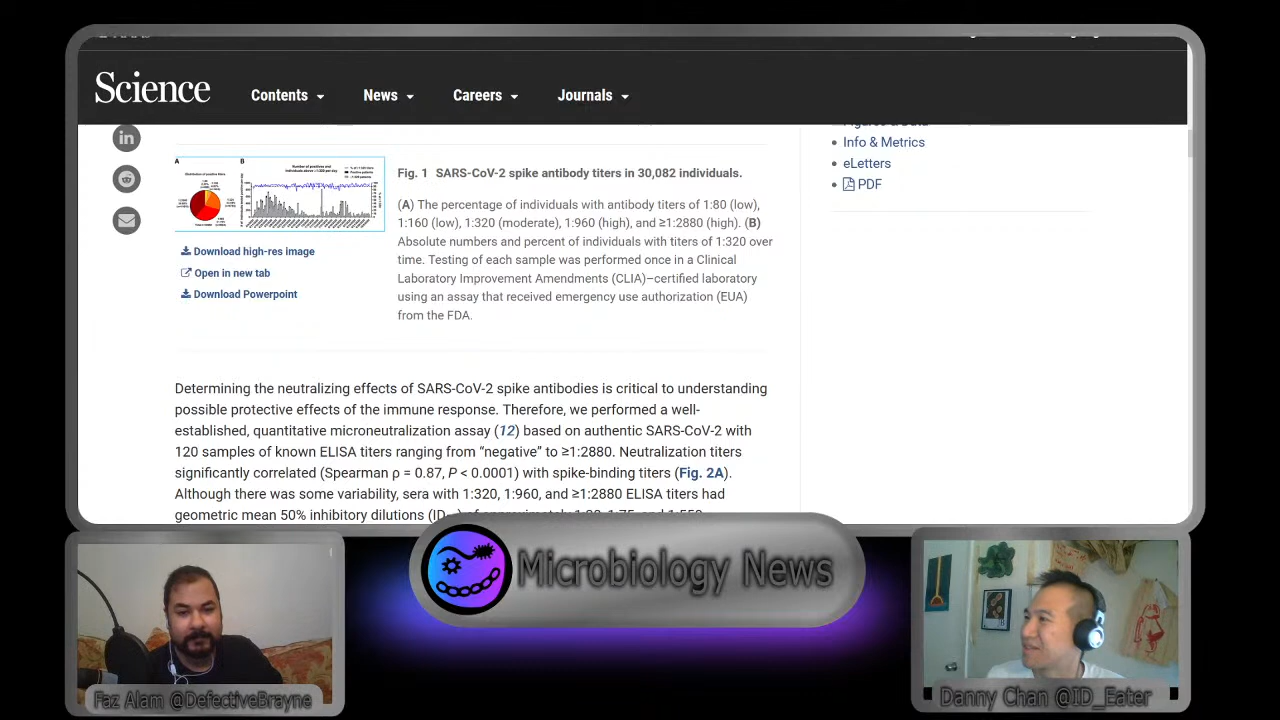 Science
Contents
News
Careers
Journals
Figures & Data
Info & Metrics
eLetters
PDF
A
B
Download high-res image
Open in new tab
Download Powerpoint
Fig. 1 SARS-CoV-2 spike antibody titers in 30,082 individuals.
(A) The percentage of individuals with antibody titers of 1:80 (low),
1:160 (low), 1:320 (moderate), 1:960 (high), and ≥1:2880 (high). (B)
Absolute numbers and percent of individuals with titers of 1:320 over
time. Testing of each sample was performed once in a Clinical
Laboratory Improvement Amendments (CLIA)–certified laboratory
using an assay that received emergency use authorization (EUA)
from the FDA.
Determining the neutralizing effects of SARS-CoV-2 spike antibodies is critical to understanding
possible protective effects of the immune response. Therefore, we performed a well-
established, quantitative microneutralization assay (12) based on authentic SARS-CoV-2 with
120 samples of known ELISA titers ranging from “negative” to ≥1:2880. Neutralization titers
significantly correlated (Spearman ρ = 0.87, P < 0.0001) with spike-binding titers (Fig. 2A).
Although there was some variability, sera with 1:320, 1:960, and ≥1:2880 ELISA titers had
geometric mean 50% inhibitory dilutions (ID
Microbiology News
Faz Alam @DefectiveBrayne
Danny Chan @ID_Eater